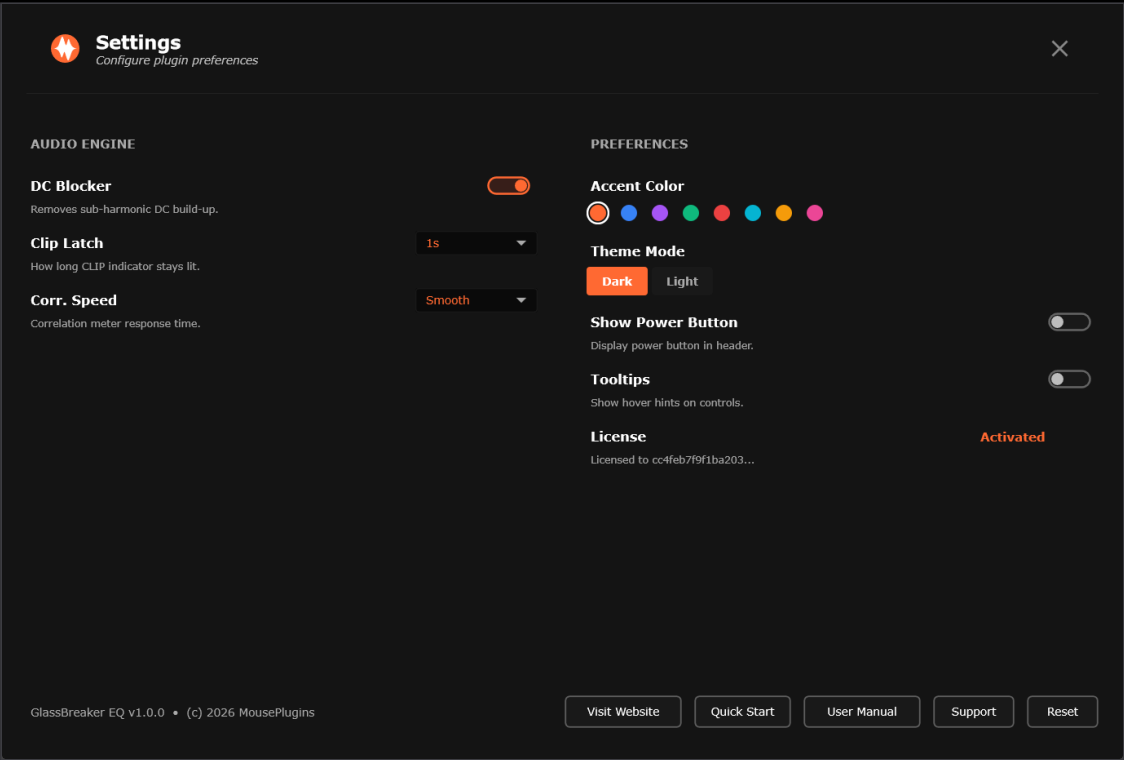 Settings
Configure plugin preferences
AUDIO ENGINE
DC Blocker
Removes sub-harmonic DC build-up.
Clip Latch
1s
How long CLIP indicator stays lit.
Corr. Speed
Smooth
Correlation meter response time.
PREFERENCES
Accent Color
Theme Mode
Dark
Light
Show Power Button
Display power button in header.
Tooltips
Show hover hints on controls.
License
Activated
Licensed to cc4feb7f9f1ba203...
GlassBreaker EQ v1.0.0 • (c) 2026 MousePlugins
Visit Website
Quick Start
User Manual
Support
Reset